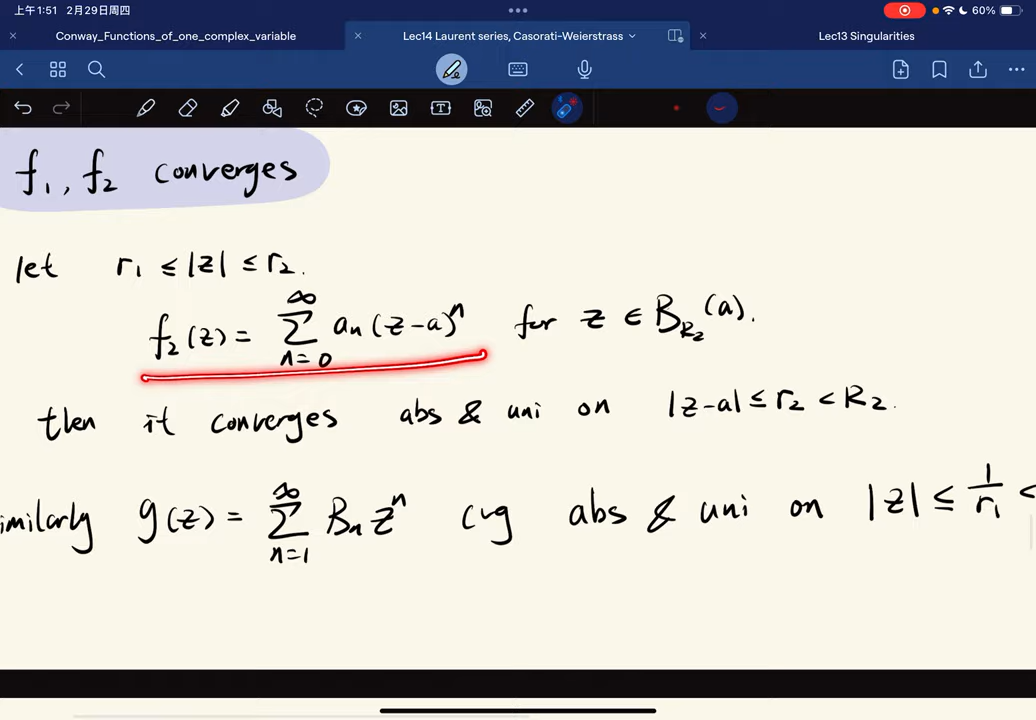 上午1:51 2月29日周四
60%
Conway_Functions_of_one_complex_variable
Lec14 Laurent series, Casorati-Weierstrass
Lec13 Singularities
f₁, f₂ converges
let r₁ ≤ |z| ≤ r₂.
f₂(z) = ∑_{n=0}^{∞} aₙ(z-a)ⁿ for z ∈ B_{R₂}(a).
then it converges abs & uni on |z-a| ≤ r₂ < R₂.
imilarly g(z) = ∑_{n=1}^{∞} Bₙ zⁿ cvg abs & uni on |z| ≤ 1/r₁ <